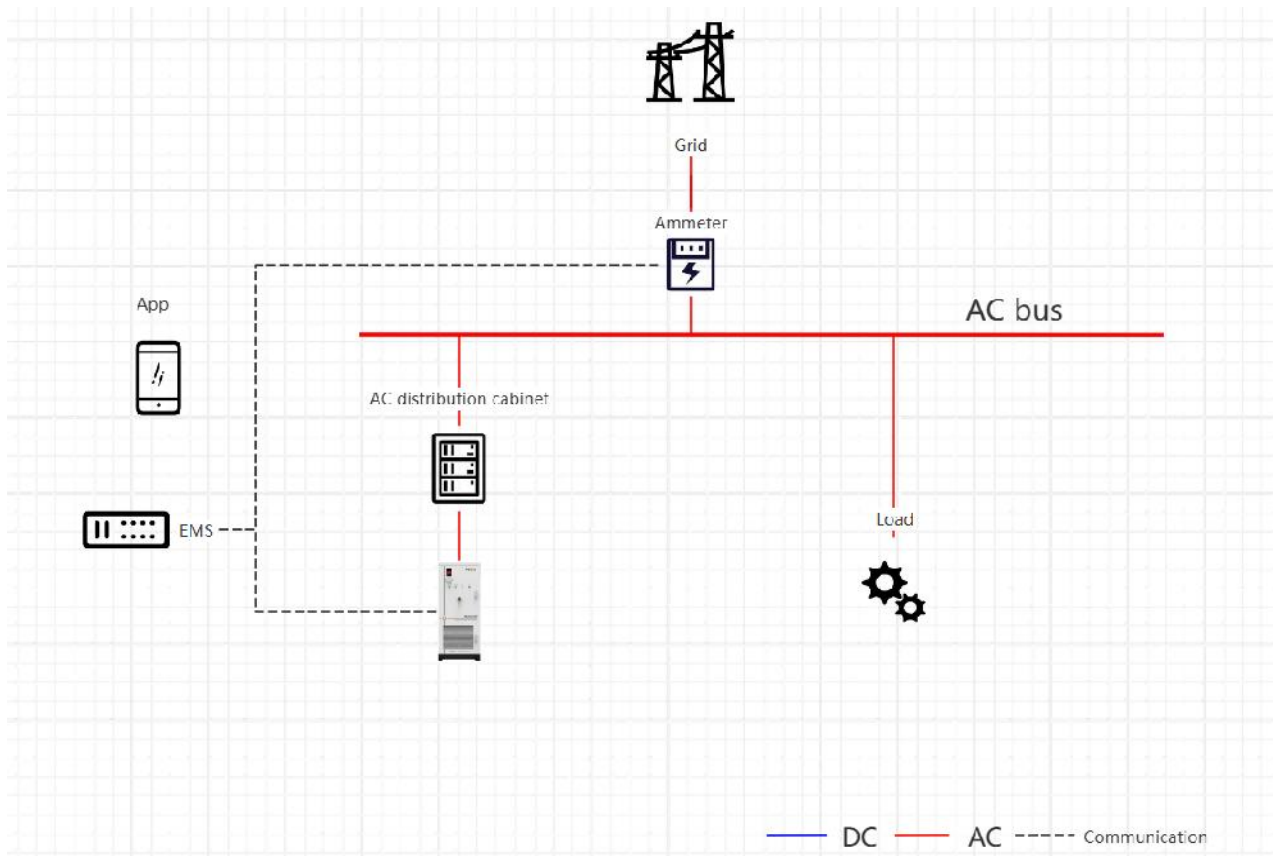 Grid
Ammeter
AC bus
App
AC distribution cabinet
Load
EMS
DC
AC
Communication